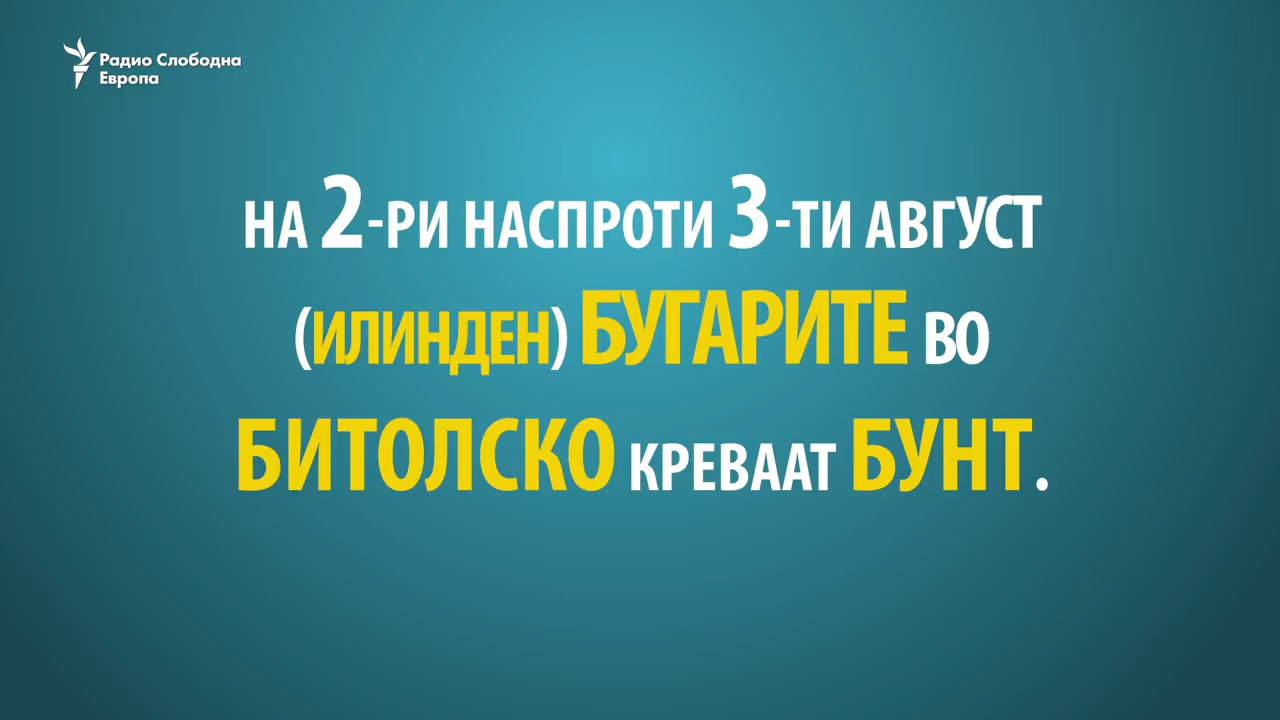 Радио Слободна
Европа
НА 2-РИ НАСПРОТИ 3-ТИ АВГУСТ
(ИЛИНДЕН) БУГАРИТЕ ВО
БИТОЛСКО КРЕВААТ БУНТ.